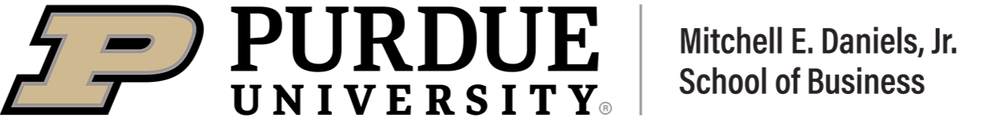 P
PURDUE
UNIVERSITY®
Mitchell E. Daniels, Jr.
School of Business